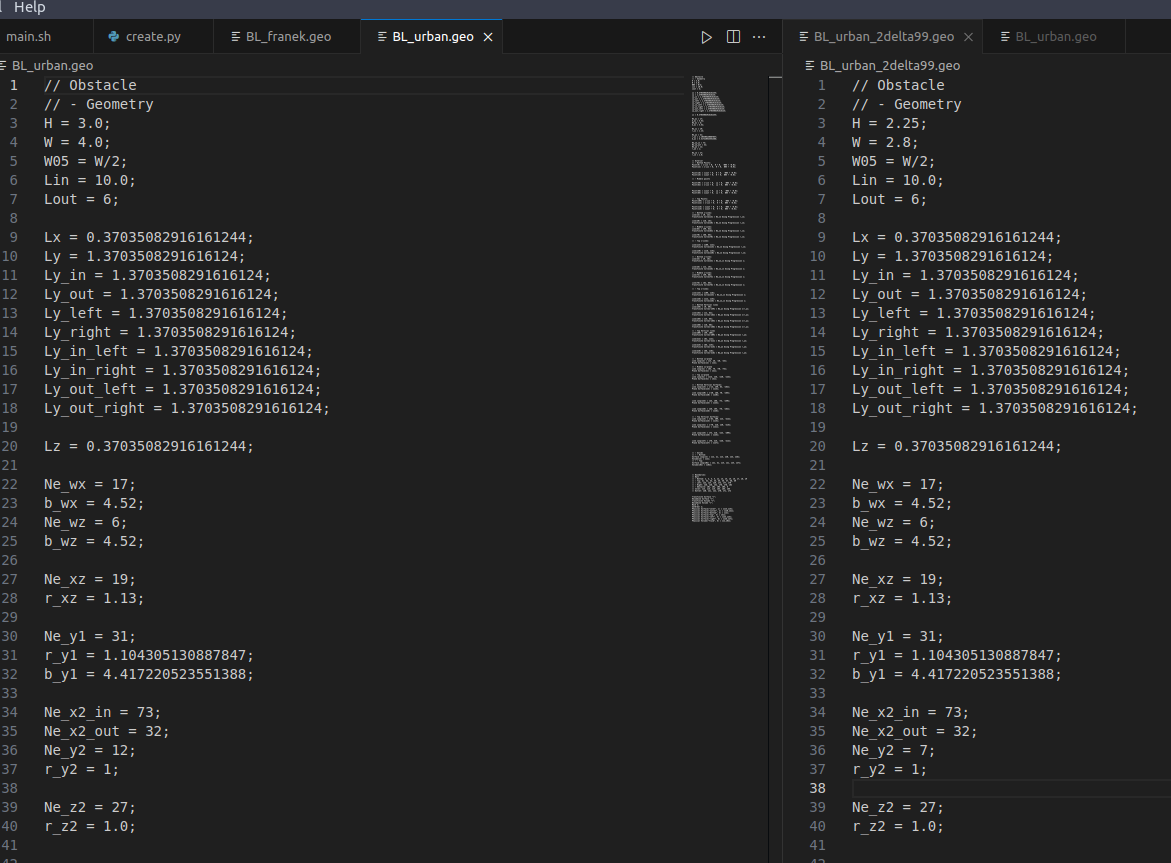 Help
main.sh
create.py
BL_franek.geo
BL_urban.geo
BL_urban_2delta99.geo
BL_urban.geo
BL_urban.geo
1 // Obstacle
2 // - Geometry
3 H = 3.0;
4 W = 4.0;
5 W05 = W/2;
6 Lin = 10.0;
7 Lout = 6;
8
9 Lx = 0.37035082916161244;
10 Ly = 1.3703508291616124;
11 Ly_in = 1.3703508291616124;
12 Ly_out = 1.3703508291616124;
13 Ly_left = 1.3703508291616124;
14 Ly_right = 1.3703508291616124;
15 Ly_in_left = 1.3703508291616124;
16 Ly_in_right = 1.3703508291616124;
17 Ly_out_left = 1.3703508291616124;
18 Ly_out_right = 1.3703508291616124;
19
20 Lz = 0.37035082916161244;
21
22 Ne_wx = 17;
23 b_wx = 4.52;
24 Ne_wz = 6;
25 b_wz = 4.52;
26
27 Ne_xz = 19;
28 r_xz = 1.13;
29
30 Ne_y1 = 31;
31 r_y1 = 1.104305130887847;
32 b_y1 = 4.417220523551388;
33
34 Ne_x2_in = 73;
35 Ne_x2_out = 32;
36 Ne_y2 = 12;
37 r_y2 = 1;
38
39 Ne_z2 = 27;
40 r_z2 = 1.0;
41
BL_urban_2delta99.geo
1 // Obstacle
2 // - Geometry
3 H = 2.25;
4 W = 2.8;
5 W05 = W/2;
6 Lin = 10.0;
7 Lout = 6;
8
9 Lx = 0.37035082916161244;
10 Ly = 1.3703508291616124;
11 Ly_in = 1.3703508291616124;
12 Ly_out = 1.3703508291616124;
13 Ly_left = 1.3703508291616124;
14 Ly_right = 1.3703508291616124;
15 Ly_in_left = 1.3703508291616124;
16 Ly_in_right = 1.3703508291616124;
17 Ly_out_left = 1.3703508291616124;
18 Ly_out_right = 1.3703508291616124;
19
20 Lz = 0.37035082916161244;
21
22 Ne_wx = 17;
23 b_wx = 4.52;
24 Ne_wz = 6;
25 b_wz = 4.52;
26
27 Ne_xz = 19;
28 r_xz = 1.13;
29
30 Ne_y1 = 31;
31 r_y1 = 1.104305130887847;
32 b_y1 = 4.417220523551388;
33
34 Ne_x2_in = 73;
35 Ne_x2_out = 32;
36 Ne_y2 = 7;
37 r_y2 = 1;
38
39 Ne_z2 = 27;
40 r_z2 = 1.0;
41